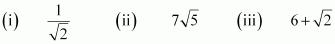 (i) 1/√2 (ii) 7√5 (iii) 6+√2